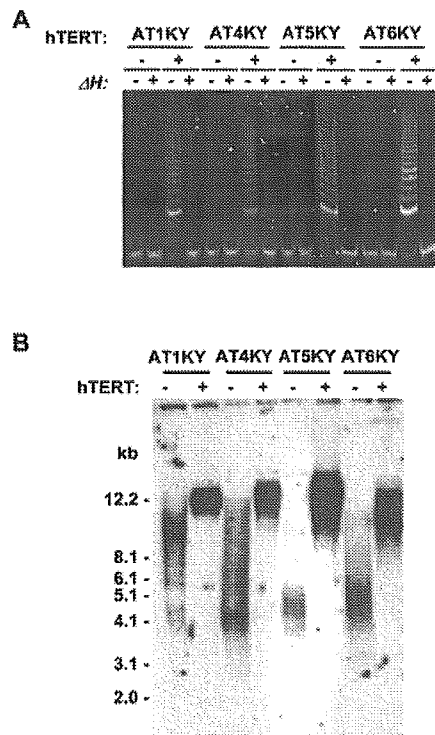 A
hTERT: AT1KY AT4KY AT5KY AT6KY
- + - + - + - +
ΔH: - + - + - + - + - + - + - + - +
B
AT1KY AT4KY AT5KY AT6KY
hTERT: - + - + - + - +
kb
12.2 -
8.1 -
6.1 -
5.1 -
4.1 -
3.1 -
2.0 -